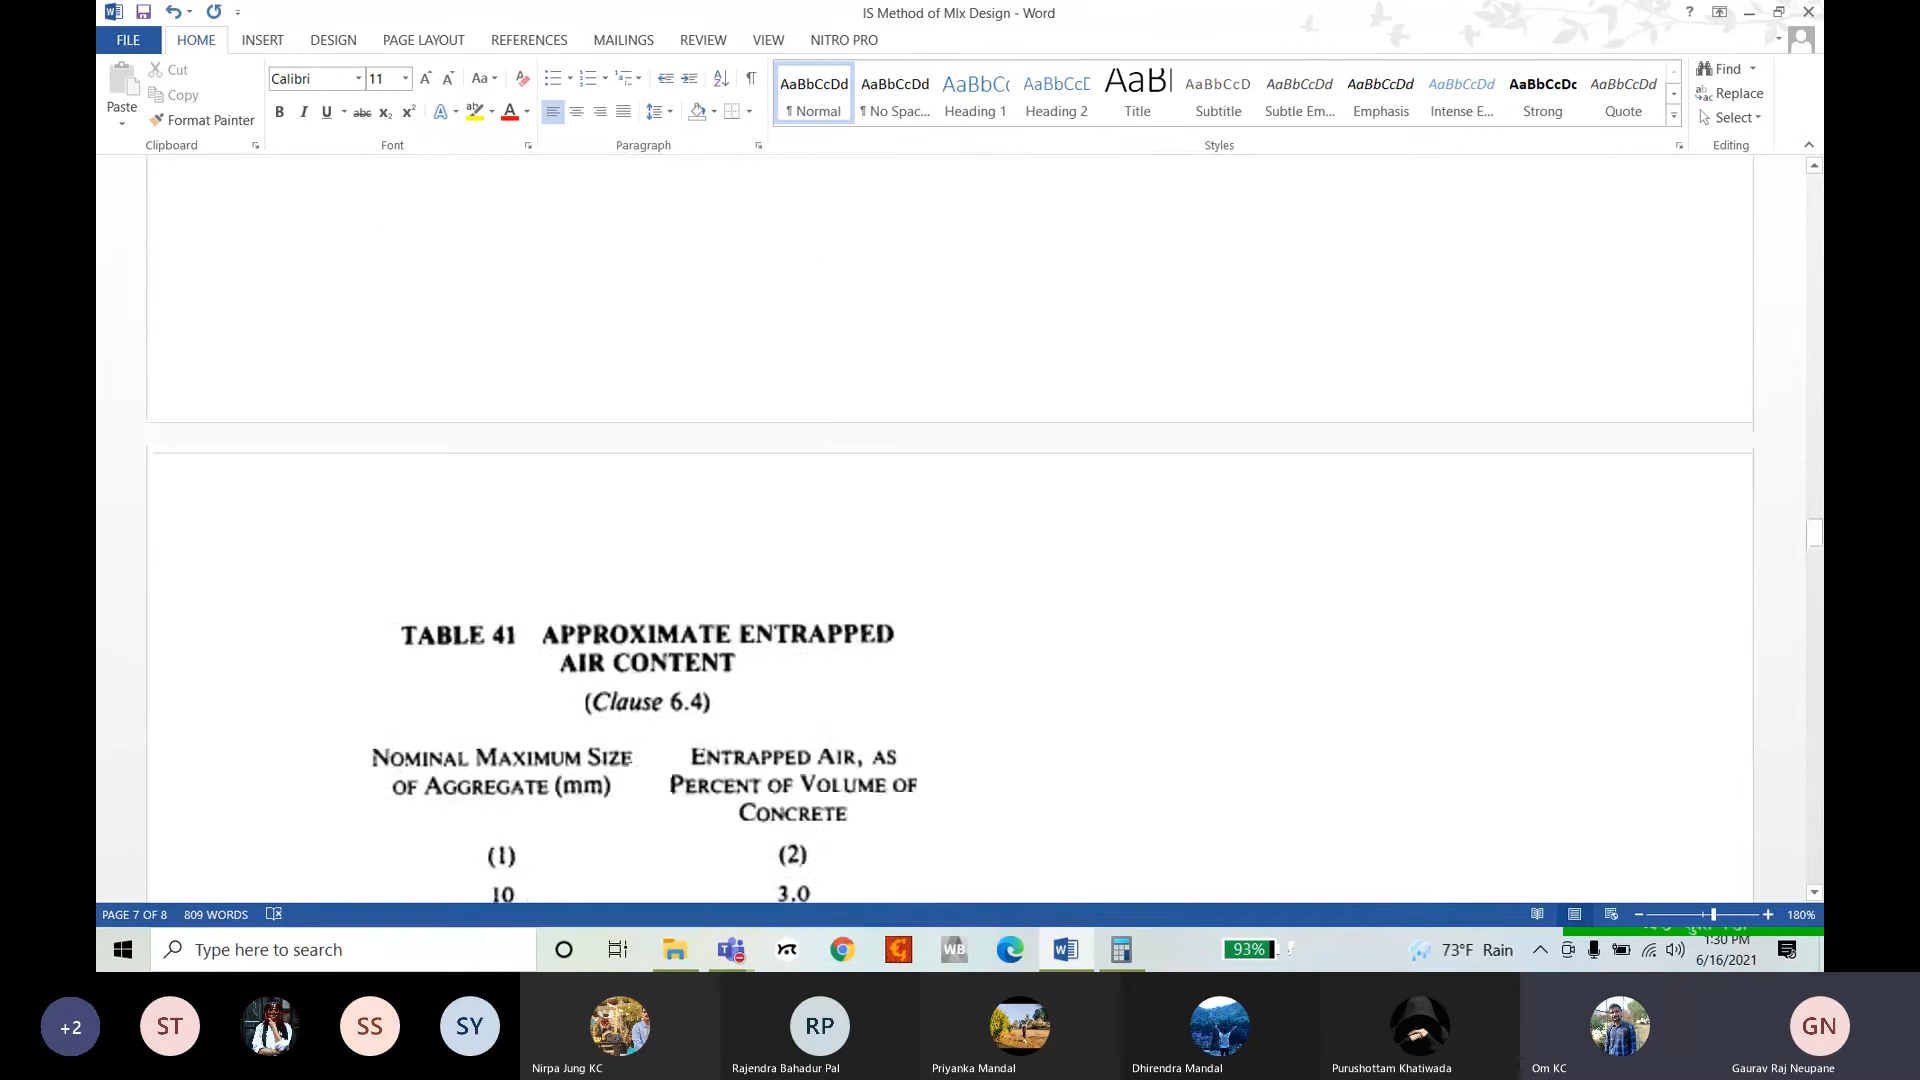 IS Method of MIx Design - Word
FILE HOME INSERT DESIGN PAGE LAYOUT REFERENCES MAILINGS REVIEW VIEW NITRO PRO
Paste
Cut
Copy
Format Painter
Clipboard
Calibri 11
Font
Paragraph
AaBbCcDd AaBbCcDd AaBbCc AaBbCcD AaB AaBbCcD AaBbCcDd AaBbCcDd AaBbCcDd AaBbCcDc AaBbCcDd
¶ Normal ¶ No Spac... Heading 1 Heading 2 Title Subtitle Subtle Em... Emphasis Intense E... Strong Quote
Styles
Find
Replace
Select
Editing
TABLE 41 APPROXIMATE ENTRAPPED
AIR CONTENT
(Clause 6.4)
NOMINAL MAXIMUM SIZE
OF AGGREGATE (mm)
ENTRAPPED AIR, AS
PERCENT OF VOLUME OF
CONCRETE
(1) (2)
10 3.0
PAGE 7 OF 8 809 WORDS 180%
Type here to search
WB
93%
73°F Rain
1:30 PM
6/16/2021
+2 ST SS SY RP GN
Nirpa Jung KC Rajendra Bahadur Pal Priyanka Mandal Dhirendra Mandal Purushottam Khatiwada Om KC Gaurav Raj Neupane